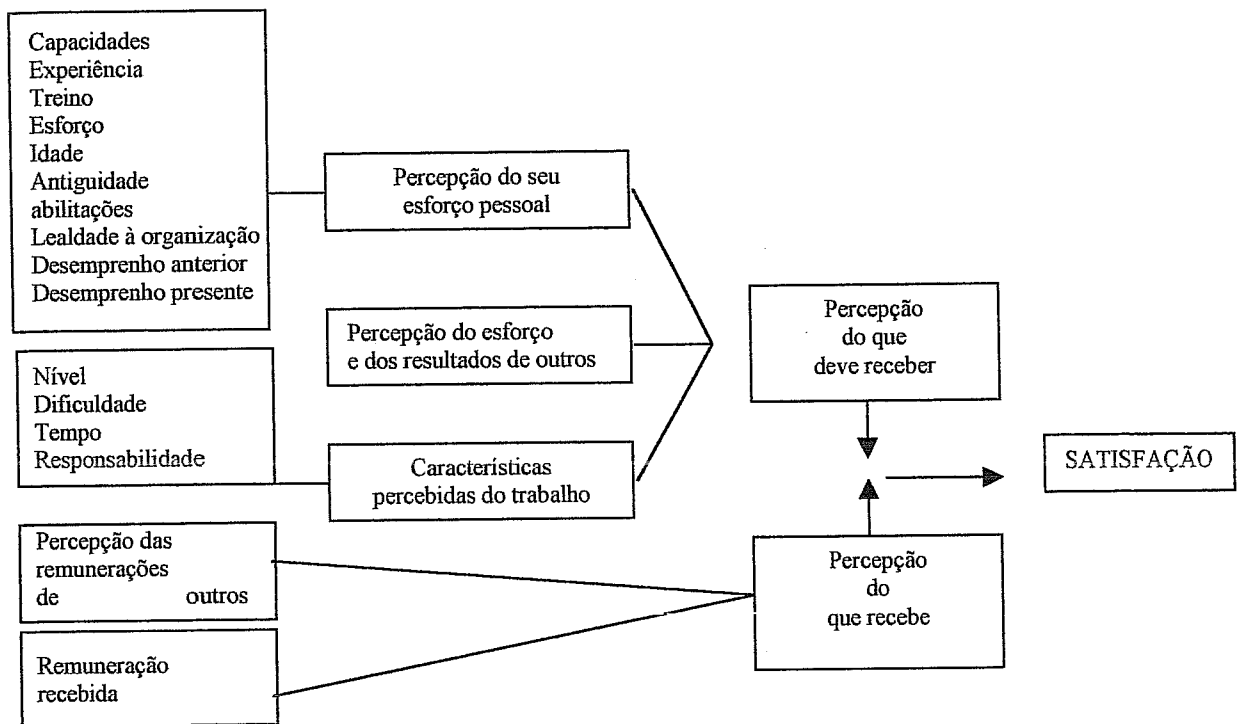 Capacidades
Experiência
Treino
Esforço
Idade
Antiguidade
abilitações
Lealdade à organização
Desemprenho anterior
Desemprenho presente
Percepção do seu
esforço pessoal
Percepção do esforço
e dos resultados de outros
Nível
Dificuldade
Tempo
Responsabilidade
Características
percebidas do trabalho
Percepção
do que
deve receber
SATISFAÇÃO
Percepção das
remunerações
de outros
Remuneração
recebida
Percepção
do
que recebe